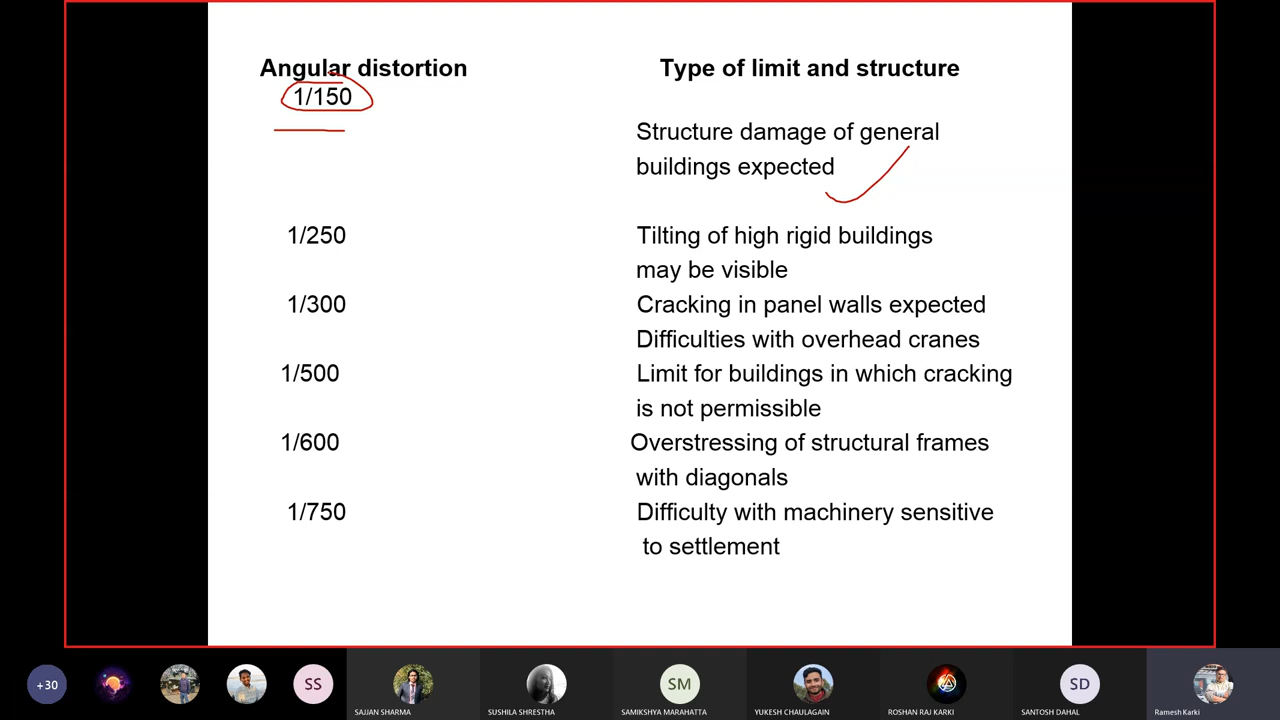 Angular distortion Type of limit and structure
1/150
Structure damage of general
buildings expected
1/250 Tilting of high rigid buildings
may be visible
1/300 Cracking in panel walls expected
Difficulties with overhead cranes
1/500 Limit for buildings in which cracking
is not permissible
1/600 Overstressing of structural frames
with diagonals
1/750 Difficulty with machinery sensitive
to settlement
+30 SS SM SD
SAJJAN SHARMA SUSHILA SHRESTHA SAMIKSHYA MARAHATTA YUKESH CHAULAGAIN ROSHAN RAJ KARKI SANTOSH DAHAL Ramesh Karki